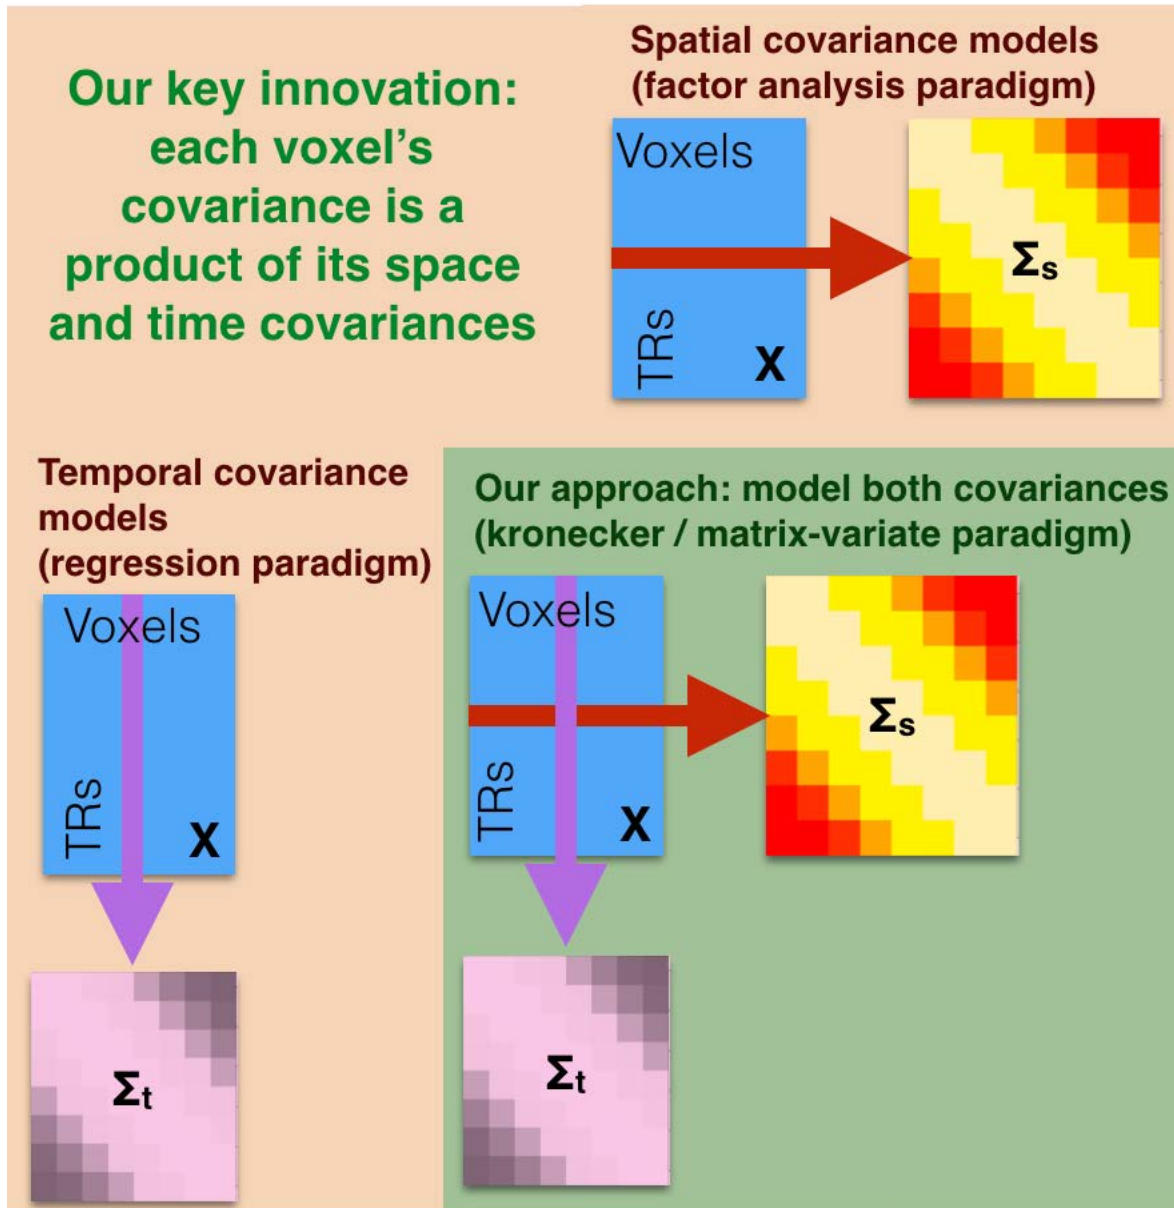 Our key innovation:
each voxel's
covariance is a
product of its space
and time covariances
Spatial covariance models
(factor analysis paradigm)
Voxels
TRs
X
Σs
Temporal covariance
models
(regression paradigm)
Voxels
TRs
X
Σt
Our approach: model both covariances
(kronecker / matrix-variate paradigm)
Voxels
TRs
X
Σs
Σt